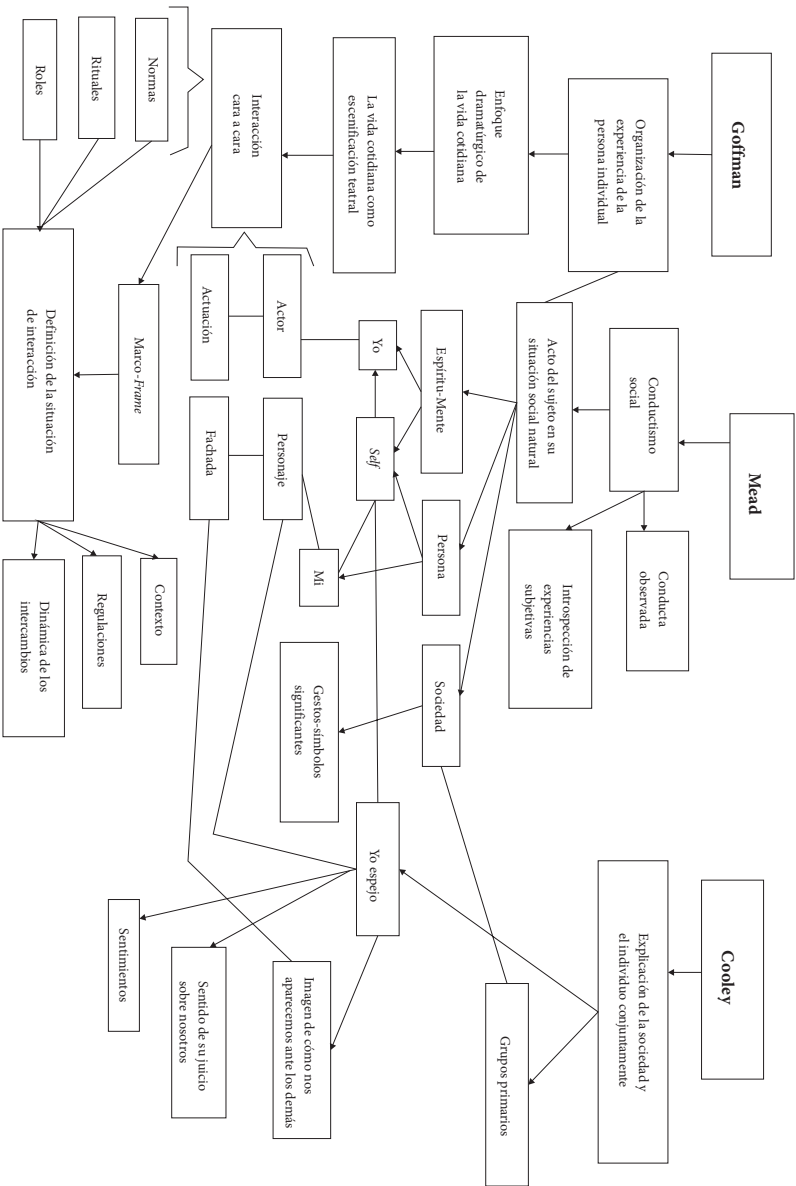 Goffman
Organización de la
experiencia de la
persona individual
Enfoque
dramatúrgico de
la vida cotidiana
La vida cotidiana como
escenificación teatral
Interacción
cara a cara
Normas
Rituales
Roles
Actor
Actuación
Marco-Frame
Definición de la situación
de interacción
Contexto
Regulaciones
Dinámica de los
intercambios
Mead
Conductismo
social
Conducta
observada
Introspección de
experiencias
subjetivas
Acto del sujeto en su
situación social natural
Espíritu-Mente
Persona
Sociedad
Yo
Self
Mi
Gestos-símbolos
significantes
Personaje
Fachada
Cooley
Explicación de la sociedad y
el individuo conjuntamente
Grupos primarios
Yo espejo
Imagen de cómo nos
aparecemos ante los demás
Sentido de su juicio
sobre nosotros
Sentimientos